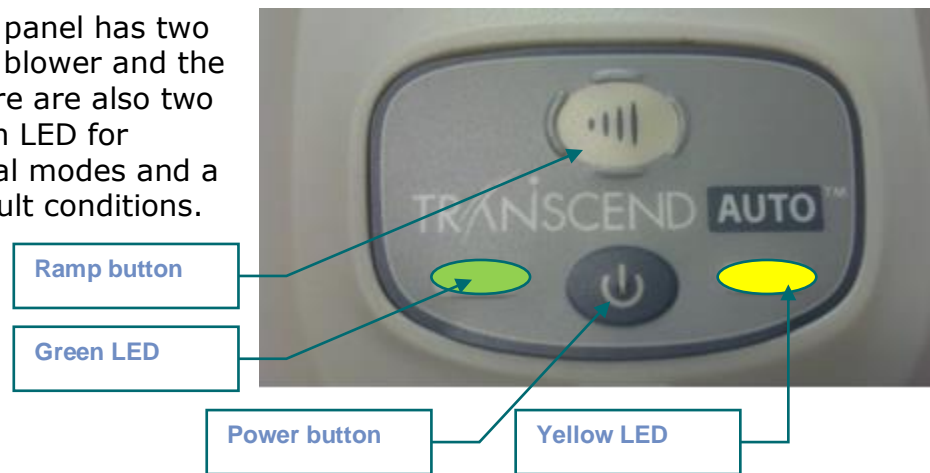 panel has two
blower and the
re are also two
n LED for
al modes and a
ult conditions.
TRANSCEND AUTO™
Ramp button
Green LED
Power button
Yellow LED